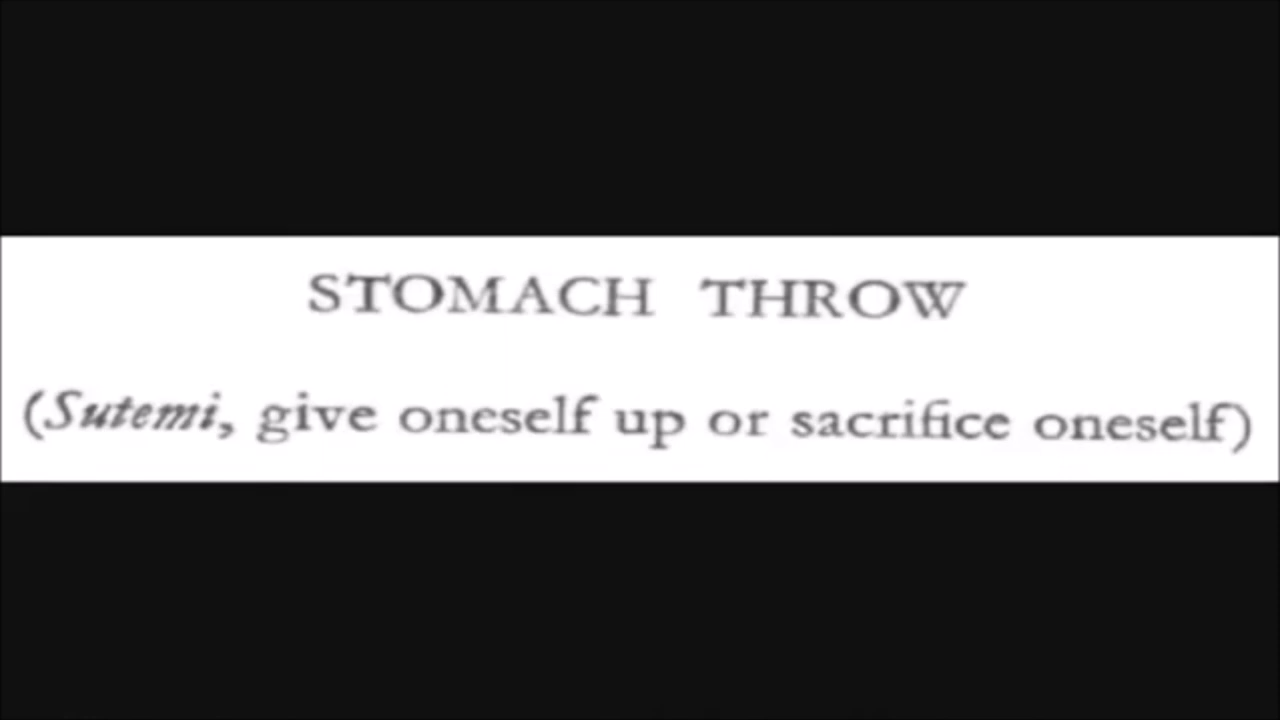 STOMACH THROW
(Sutemi, give oneself up or sacrifice oneself)